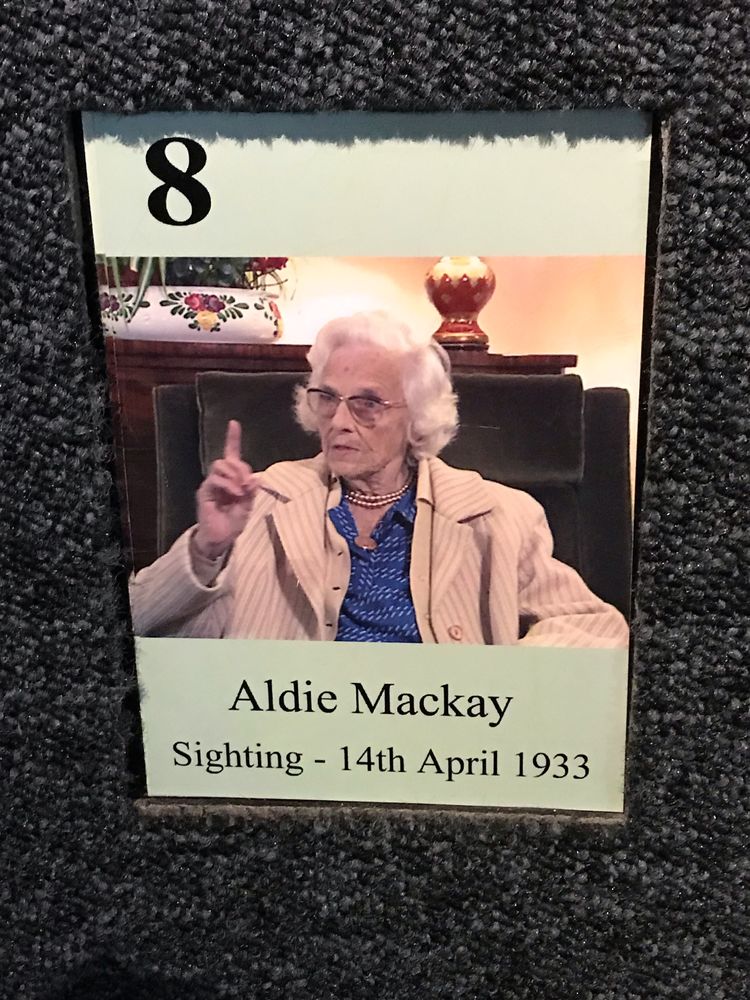 8
Aldie Mackay
Sighting - 14th April 1933